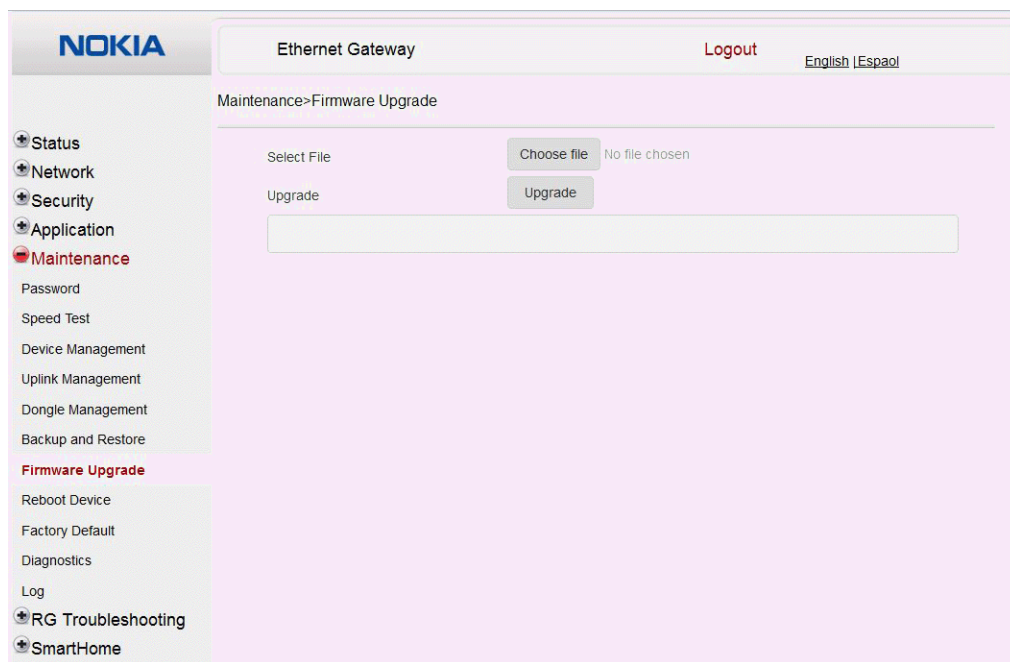 NOKIA
Ethernet Gateway
Logout
English | Espaol
Maintenance>Firmware Upgrade
Status
Network
Security
Application
Maintenance
Password
Speed Test
Device Management
Uplink Management
Dongle Management
Backup and Restore
Firmware Upgrade
Reboot Device
Factory Default
Diagnostics
Log
RG Troubleshooting
SmartHome
Select File
Choose file No file chosen
Upgrade
Upgrade